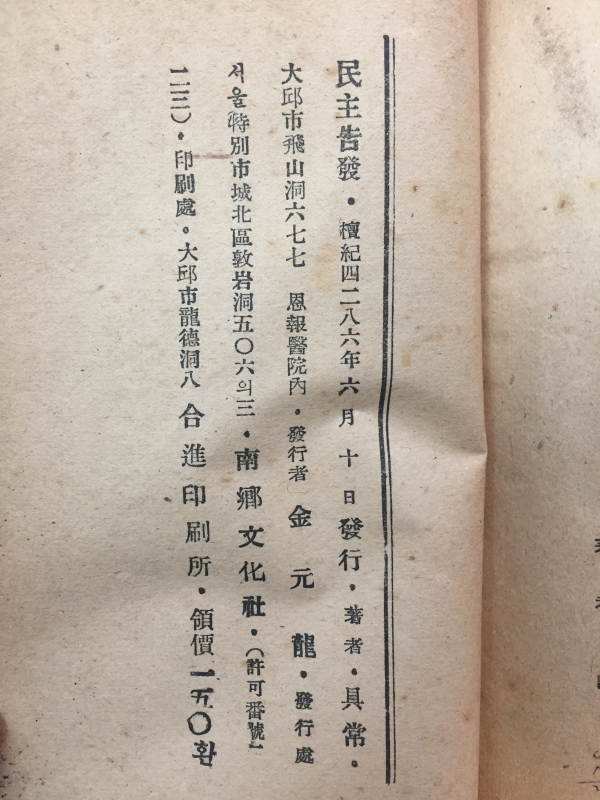 民主告發・檀紀四二八六年六月十日發行・著者・具常・
大邱市飛山洞六七七 恩報醫院內・發行者 金元龍・發行處
서울特別市城北區敦岩洞五〇六의三・南鄕文化社・(許可番號一
一二三)・印刷處。大邱市龍德洞八 合進印刷所・領價一五〇환